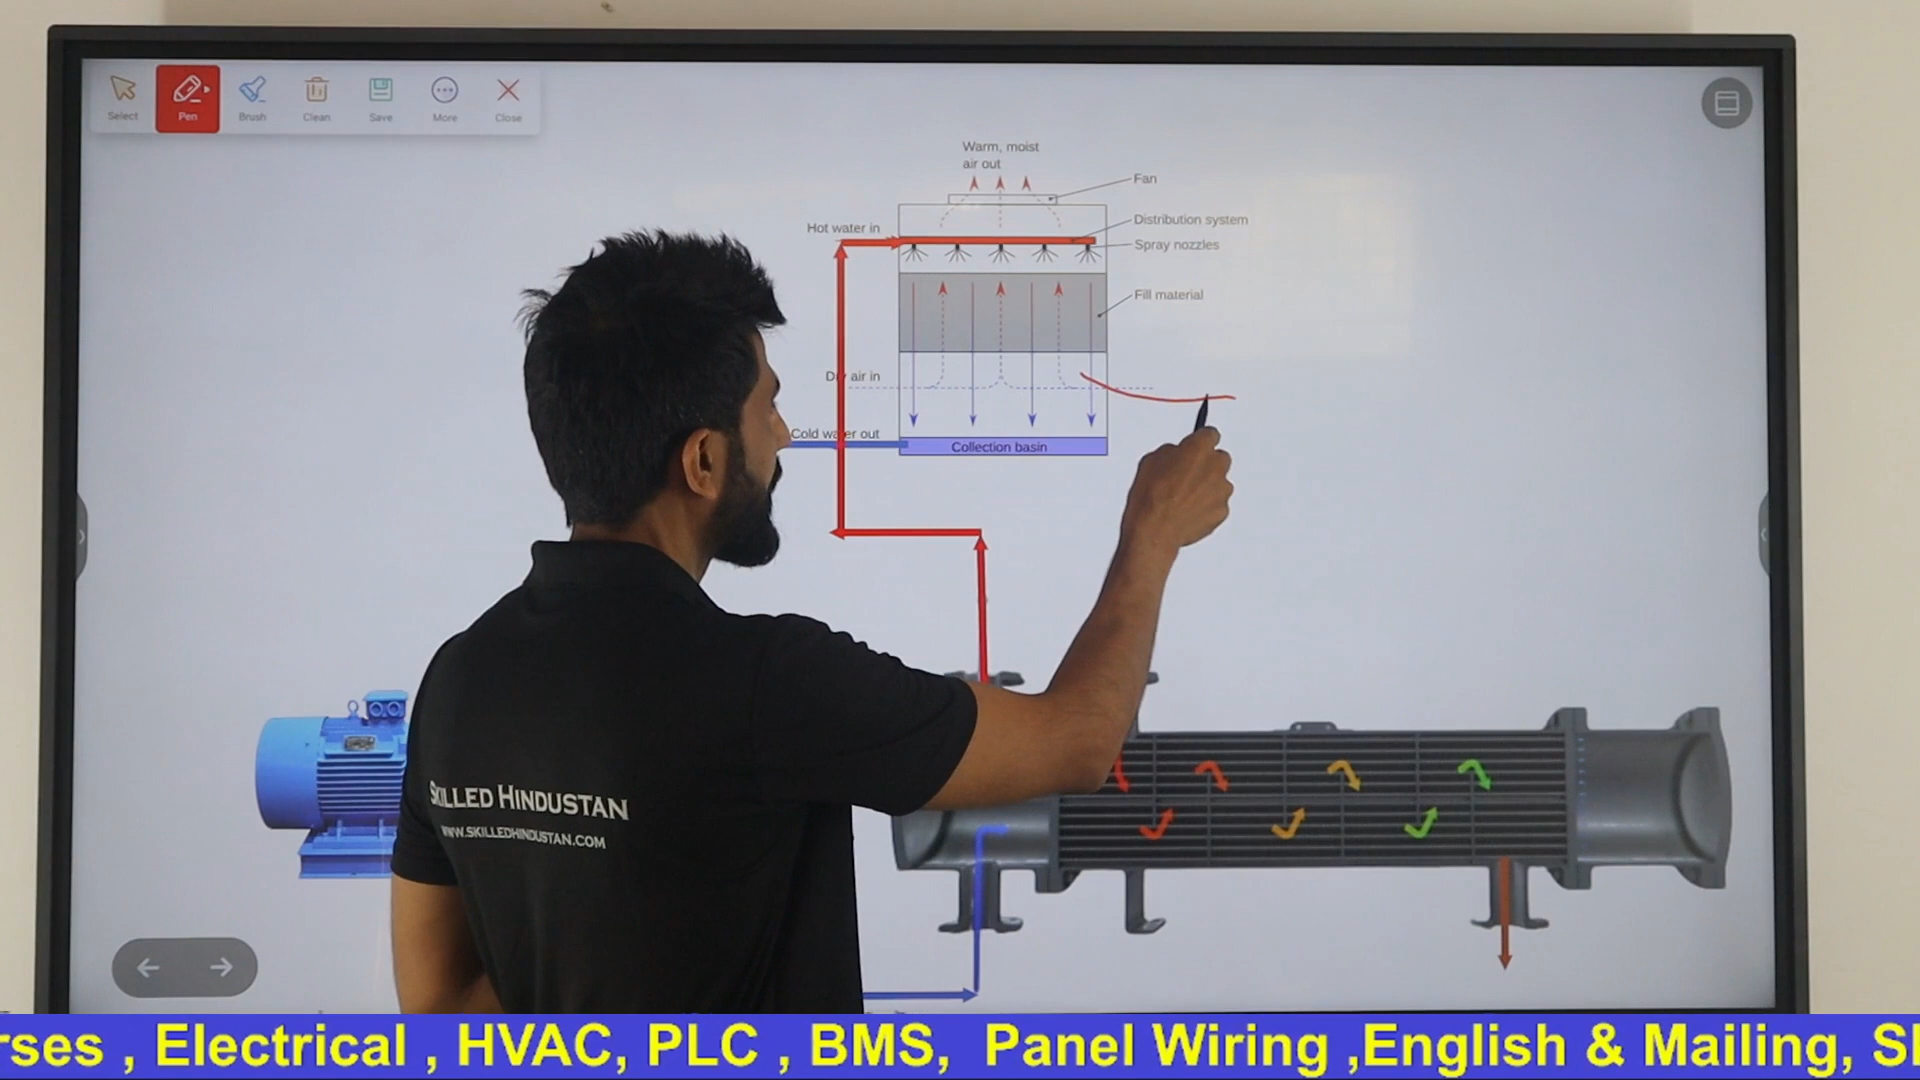 Select
Pen
Brush
Clean
Save
More
Close
Warm, moist
air out
Fan
Distribution system
Hot water in
Spray nozzles
Fill material
air in
Cold water out
Collection basin
SKILLED HINDUSTAN
WWW.SKILLEDHINDUSTAN.COM
rses , Electrical , HVAC, PLC , BMS, Panel Wiring ,English & Mailing, S